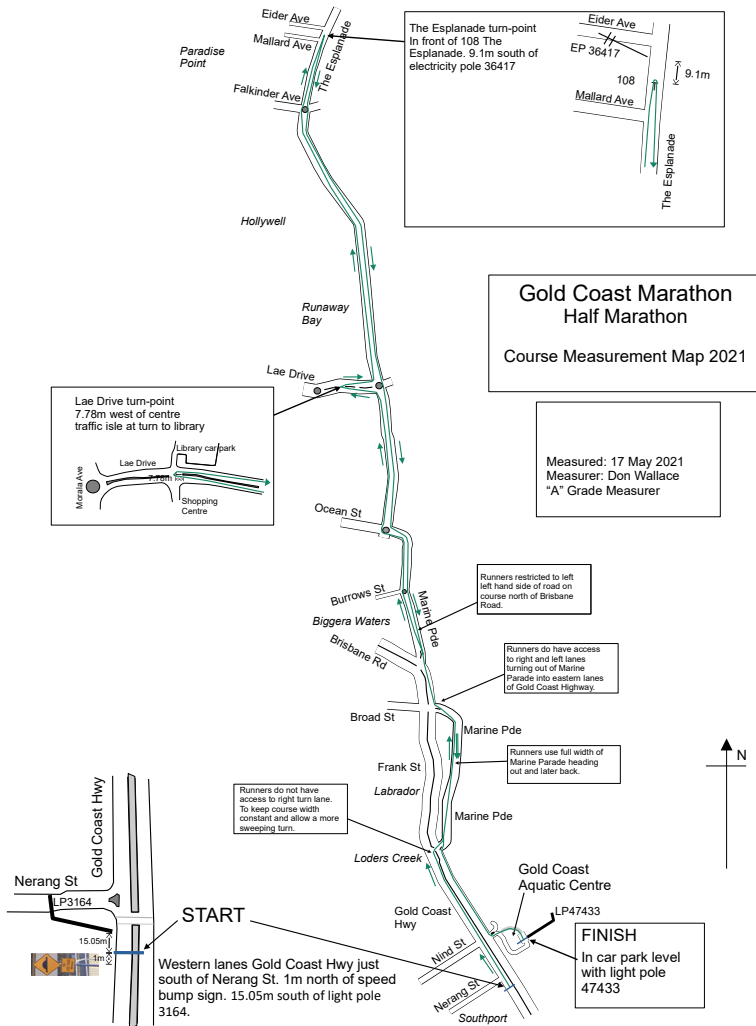 Eider Ave
Mallard Ave
Paradise
Point
The Esplanade
Falkinder Ave
The Esplanade turn-point
In front of 108 The
Esplanade. 9.1m south of
electricity pole 36417
Eider Ave
EP 36417
108
9.1m
Mallard Ave
The Esplanade
Hollywell
Gold Coast Marathon
Half Marathon
Course Measurement Map 2021
Runaway
Bay
Lae Drive
Lae Drive turn-point
7.78m west of centre
traffic isle at turn to library
Library car park
Lae Drive
7.78m
Morala Ave
Shopping
Centre
Measured: 17 May 2021
Measurer: Don Wallace
“A” Grade Measurer
Ocean St
Burrows St
Marine Pde
Runners restricted to left
left hand side of road on
course north of Brisbane
Road.
Biggera Waters
Brisbane Rd
Runners do have access
to right and left lanes
turning out of Marine
Parade into eastern lanes
of Gold Coast Highway.
Broad St
Marine Pde
Runners use full width of
Marine Parade heading
out and later back.
N
Frank St
Labrador
Runners do not have
access to right turn lane.
To keep course width
constant and allow a more
sweeping turn.
Marine Pde
Loders Creek
Gold Coast
Aquatic Centre
LP47433
Gold Coast
Hwy
FINISH
In car park level
with light pole
47433
Nind St
Nerang St
Southport
Gold Coast Hwy
Nerang St
LP3164
15.05m
1m
START
Western lanes Gold Coast Hwy just
south of Nerang St. 1m north of speed
bump sign. 15.05m south of light pole
3164.